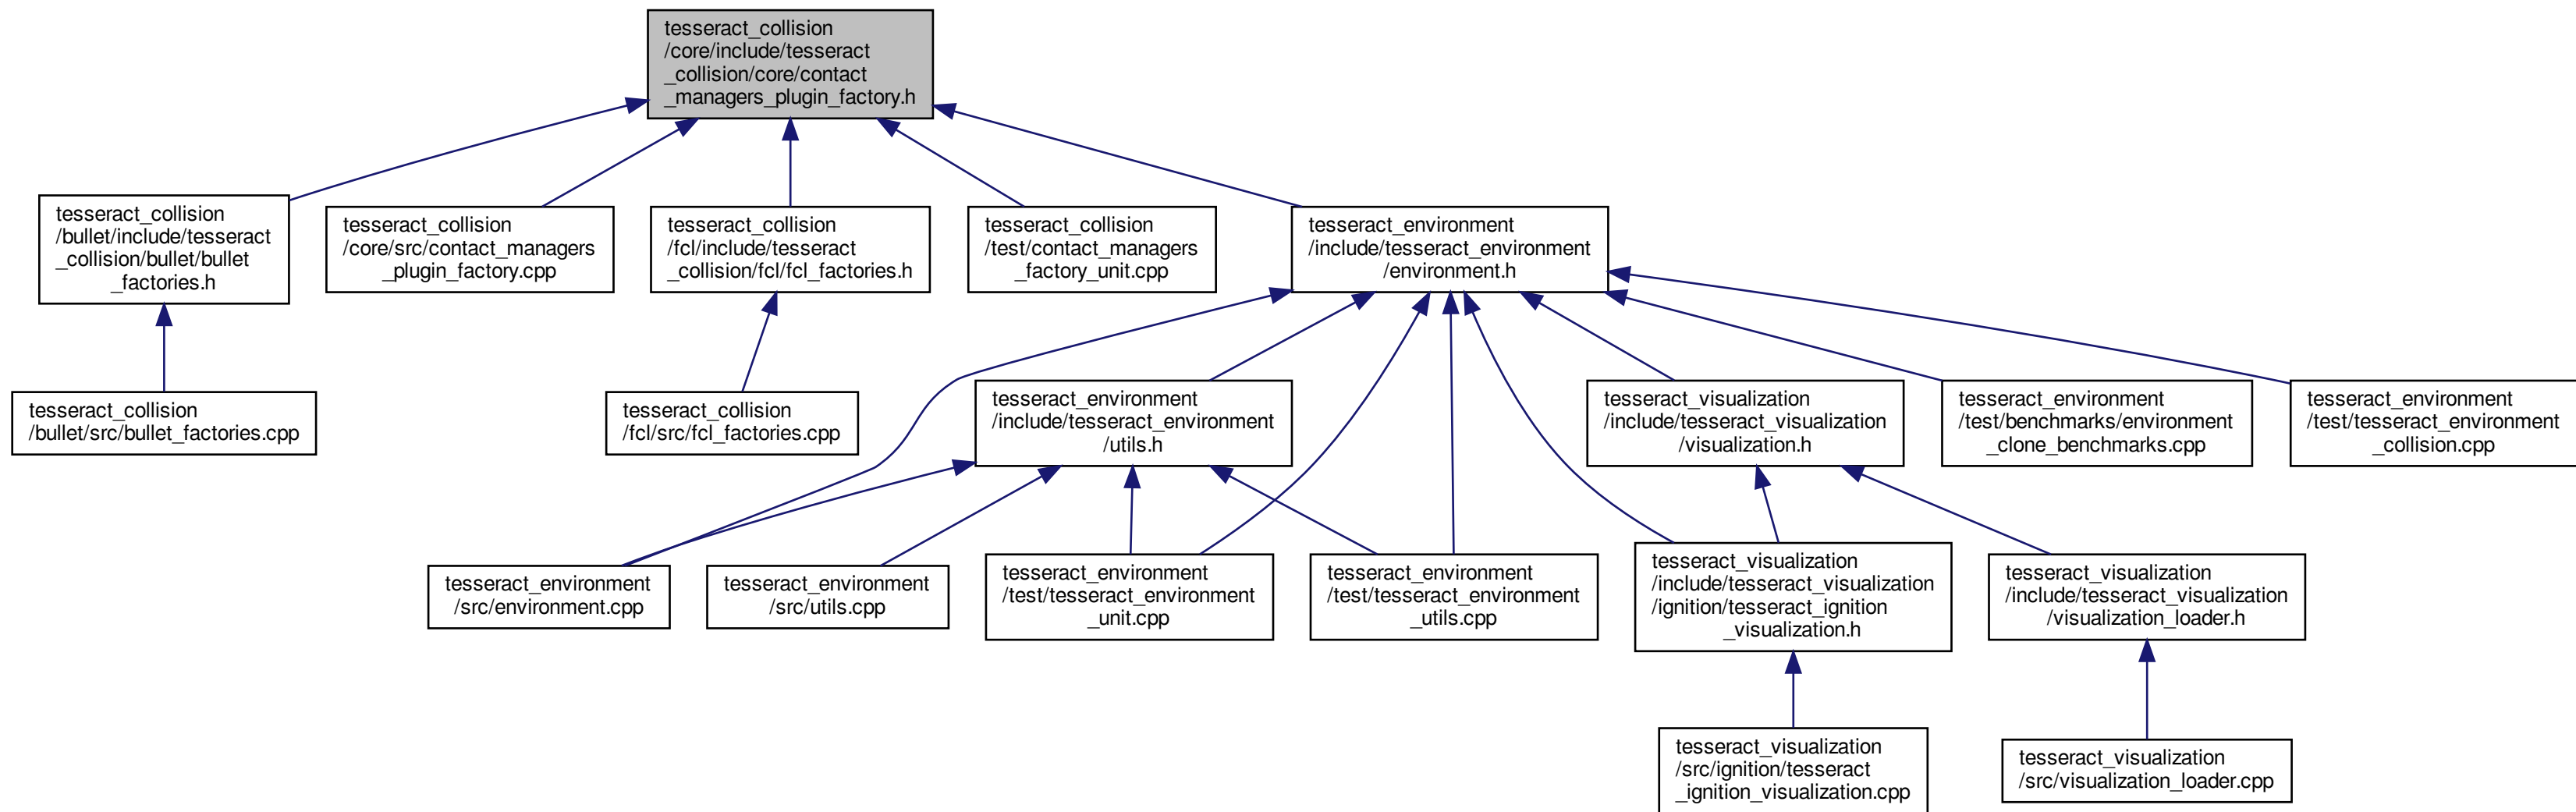 tesseract_collision
/core/include/tesseract
_collision/core/contact
_managers_plugin_factory.h
tesseract_collision
/bullet/include/tesseract
_collision/bullet/bullet
_factories.h
tesseract_collision
/core/src/contact_managers
_plugin_factory.cpp
tesseract_collision
/fcl/include/tesseract
_collision/fcl/fcl_factories.h
tesseract_collision
/test/contact_managers
_factory_unit.cpp
tesseract_environment
/include/tesseract_environment
/environment.h
tesseract_collision
/bullet/src/bullet_factories.cpp
tesseract_collision
/fcl/src/fcl_factories.cpp
tesseract_environment
/include/tesseract_environment
/utils.h
tesseract_visualization
/include/tesseract_visualization
/visualization.h
tesseract_environment
/test/benchmarks/environment
_clone_benchmarks.cpp
tesseract_environment
/test/tesseract_environment
_collision.cpp
tesseract_environment
/src/environment.cpp
tesseract_environment
/src/utils.cpp
tesseract_environment
/test/tesseract_environment
_unit.cpp
tesseract_environment
/test/tesseract_environment
_utils.cpp
tesseract_visualization
/include/tesseract_visualization
/ignition/tesseract_ignition
_visualization.h
tesseract_visualization
/include/tesseract_visualization
/visualization_loader.h
tesseract_visualization
/src/ignition/tesseract
_ignition_visualization.cpp
tesseract_visualization
/src/visualization_loader.cpp